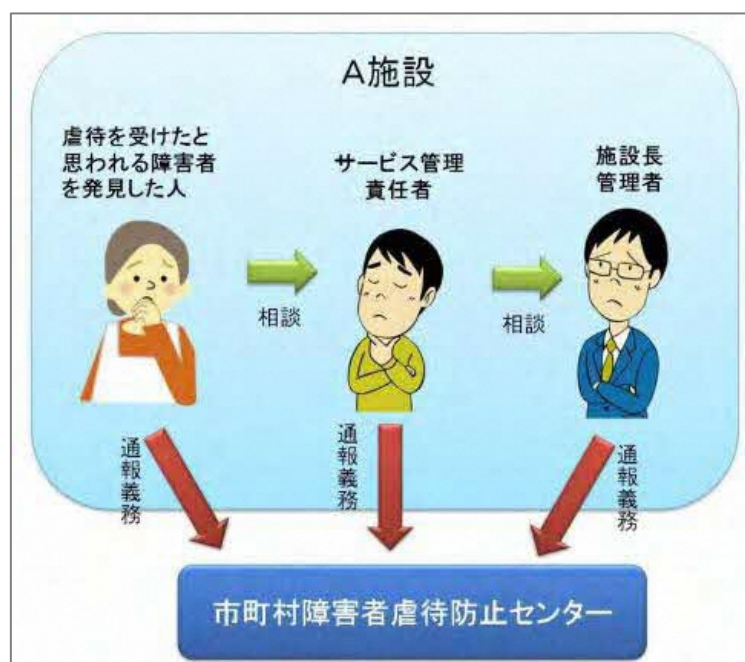 A施設
虐待を受けたと
思われる障害者
を発見した人
サービス管理
責任者
施設長
管理者
相談
相談
通報義務
通報義務
通報義務
市町村障害者虐待防止センター